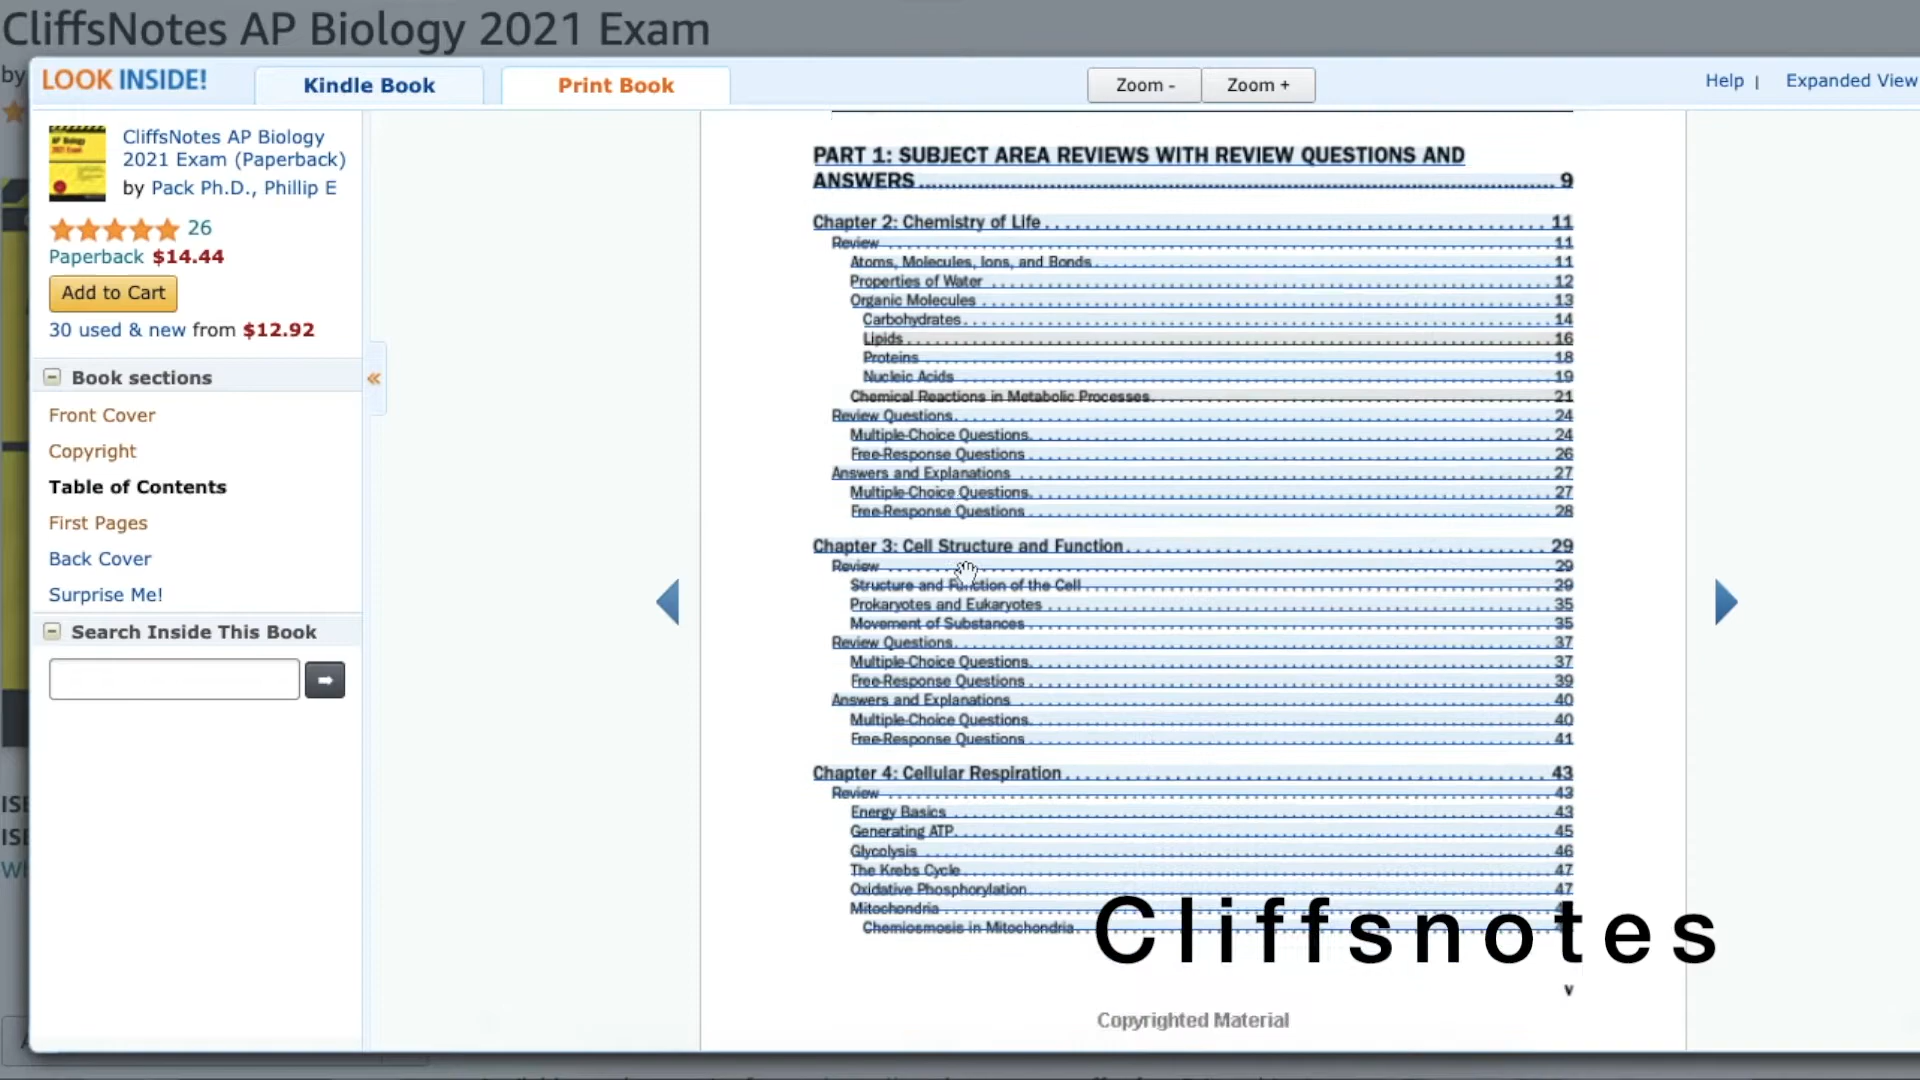 CliffsNotes AP Biology 2021 Exam
by
LOOK INSIDE!
Kindle Book
Print Book
Zoom -
Zoom +
Help |
Expanded View
CliffsNotes AP Biology
2021 Exam (Paperback)
by Pack Ph.D., Phillip E
26
Paperback $14.44
Add to Cart
30 used & new from $12.92
Book sections
Front Cover
Copyright
Table of Contents
First Pages
Back Cover
Surprise Me!
Search Inside This Book
PART 1: SUBJECT AREA REVIEWS WITH REVIEW QUESTIONS AND
ANSWERS 9
Chapter 2: Chemistry of Life 11
Review 11
Atoms, Molecules, Ions, and Bonds 11
Properties of Water 12
Organic Molecules 13
Carbohydrates 14
Lipids 16
Proteins 18
Nucleic Acids 19
Chemical Reactions in Metabolic Processes 21
Review Questions 24
Multiple-Choice Questions 24
Free-Response Questions 26
Answers and Explanations 27
Multiple-Choice Questions 27
Free-Response Questions 28
Chapter 3: Cell Structure and Function 29
Review 29
Structure and Function of the Cell 29
Prokaryotes and Eukaryotes 35
Movement of Substances 35
Review Questions 37
Multiple-Choice Questions 37
Free-Response Questions 39
Answers and Explanations 40
Multiple-Choice Questions 40
Free-Response Questions 41
Chapter 4: Cellular Respiration 43
Review 43
Energy Basics 43
Generating ATP 45
Glycolysis 46
The Krebs Cycle 47
Oxidative Phosphorylation 47
Mitochondria
Chemiosmosis in Mitochondria
Cliffsnotes
v
Copyrighted Material